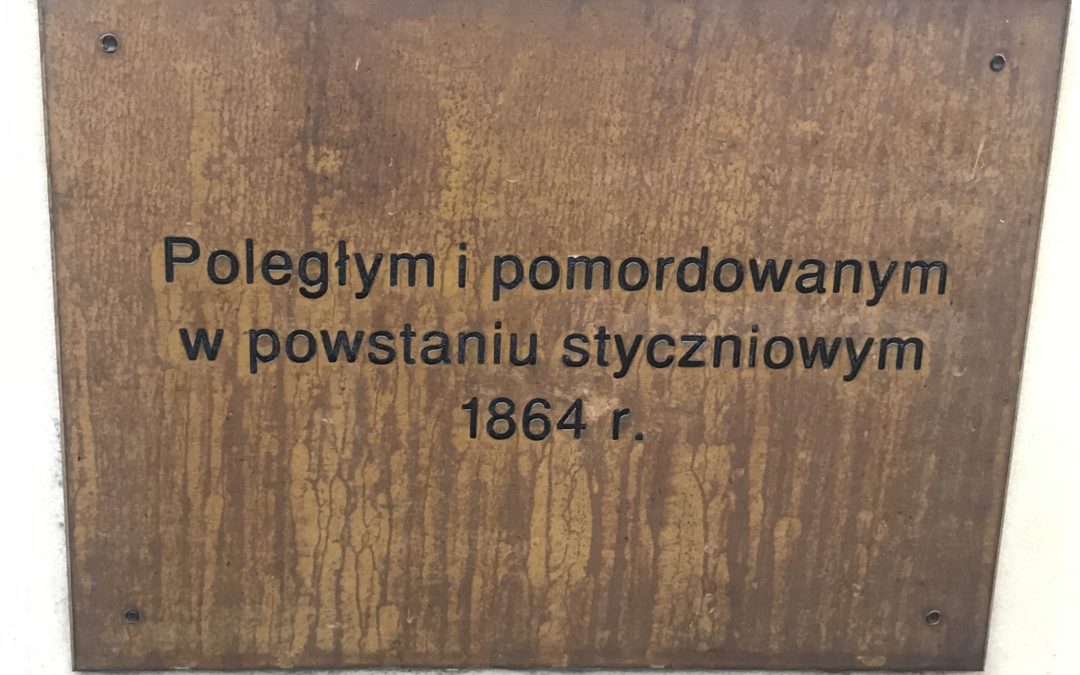 Poległym i pomordowanym
w powstaniu styczniowym
1864 r.